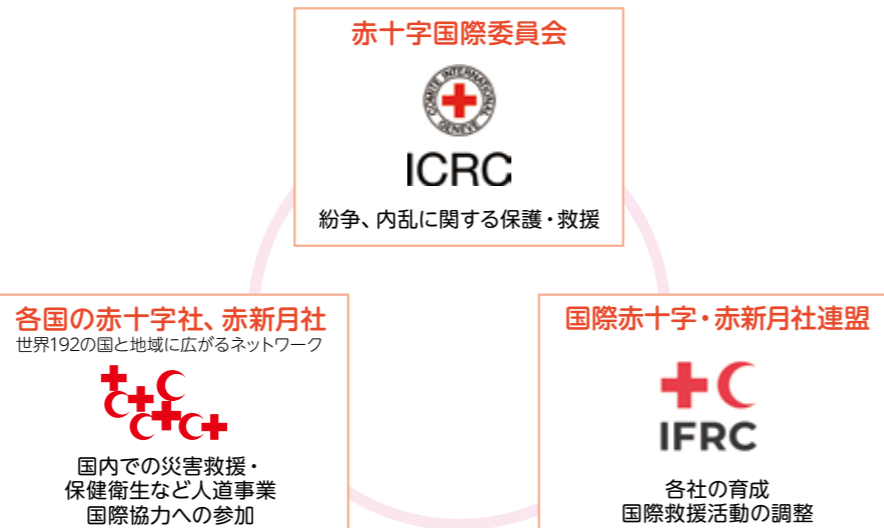 赤十字国際委員会
COMITE INTERNATIONAL GENEVE
ICRC
紛争、内乱に関する保護・救援
各国の赤十字社、赤新月社
世界192の国と地域に広がるネットワーク
国内での災害救援・
保健衛生など人道事業
国際協力への参加
国際赤十字・赤新月社連盟
IFRC
各社の育成
国際救援活動の調整